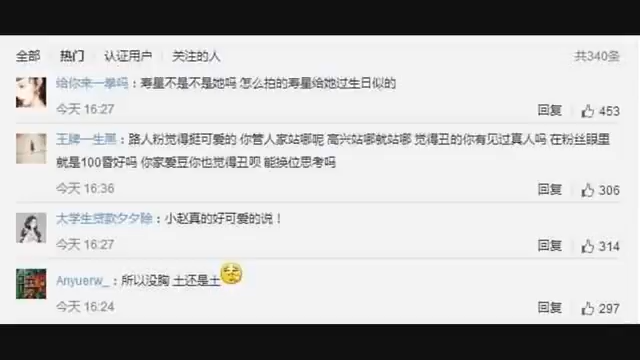 全部 热门 认证用户 关注的人 共340条
给你来一拳吗：寿星不是不是她吗 怎么拍的寿星给她过生日似的
今天 16:27 回复 453
王牌一生黑：路人粉觉得挺可爱的 你管人家站哪呢 高兴站哪就站哪 觉得丑的你有见过真人吗 在粉丝眼里
就是100昏好吗 你家爱豆你也觉得丑呗 能换位思考吗
今天 16:36 回复 306
大学生贷款夕夕除：小赵真的好可爱的说！
今天 16:27 回复 314
Anyuerw_：所以没胸 土还是土
今天 16:24 回复 297